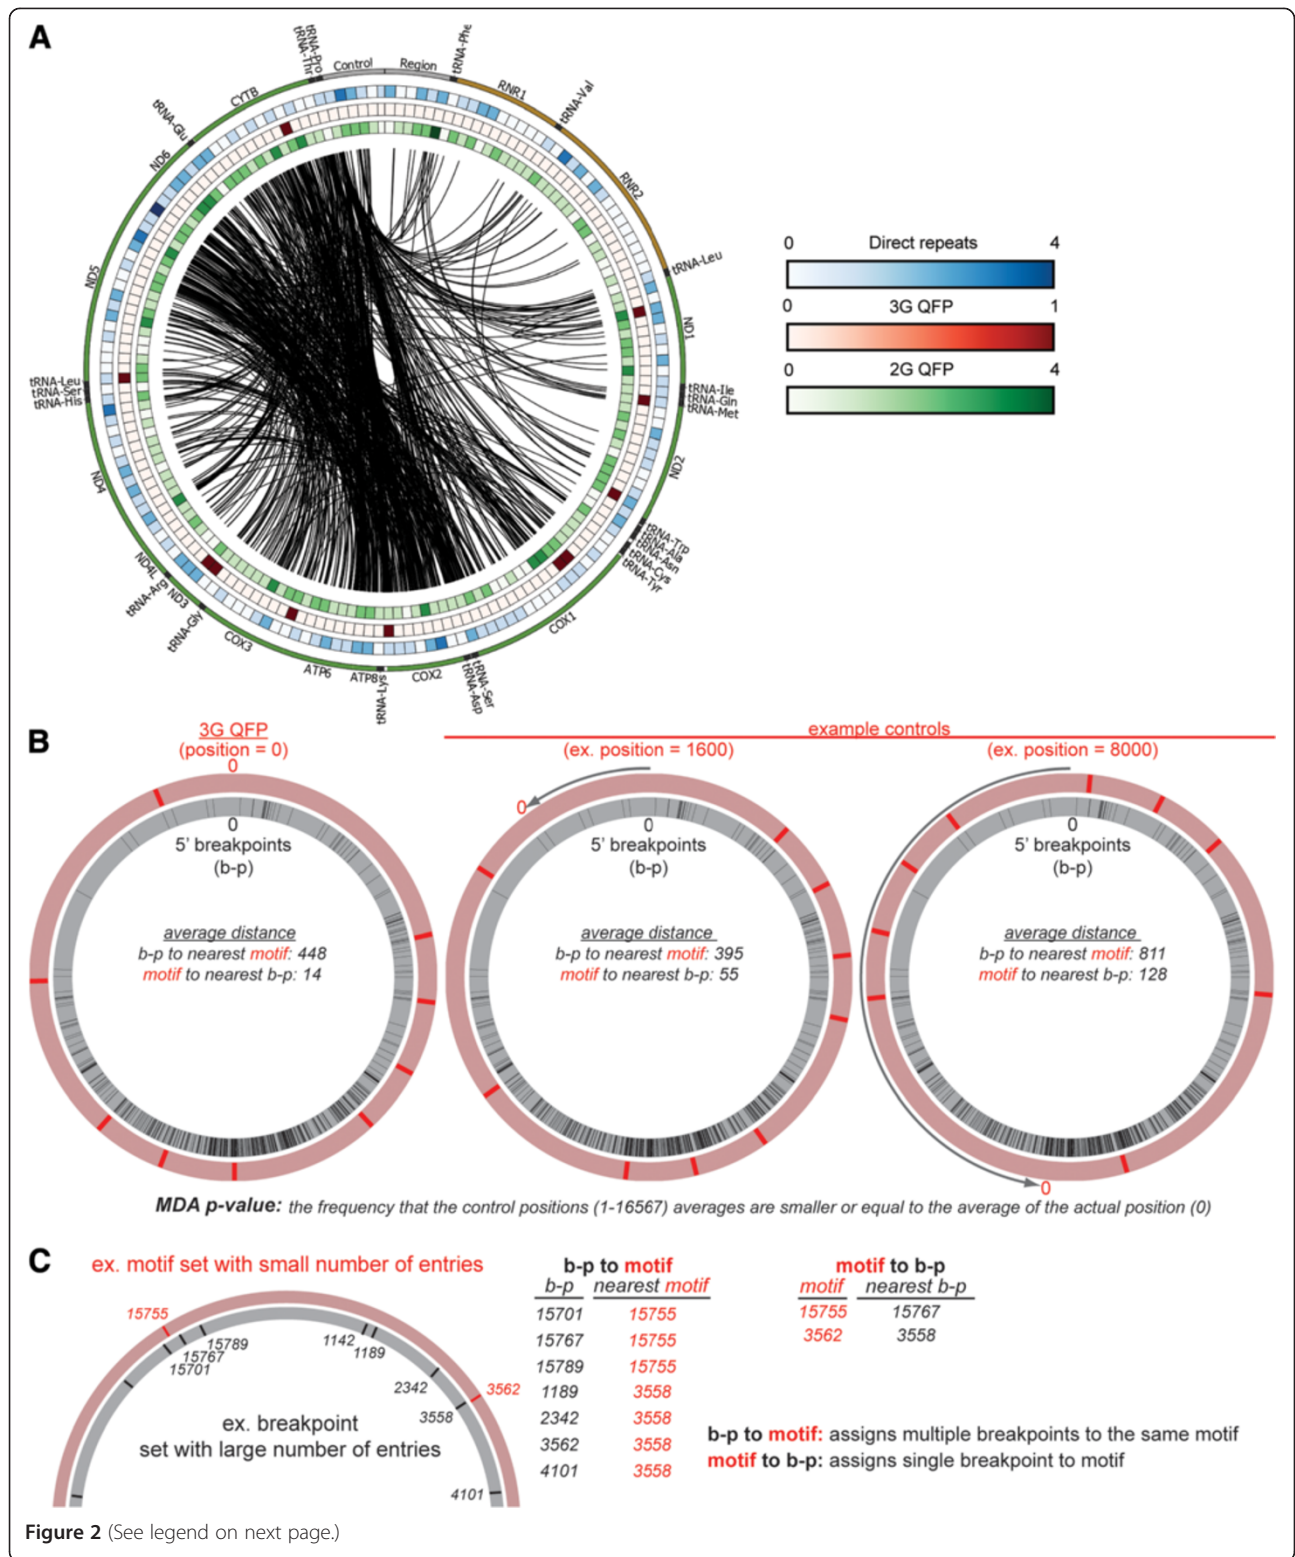 A
tRNA-Thr
tRNA-Pro
Control
Region
tRNA-Phe
RNR1
tRNA-Val
RNR2
tRNA-Leu
ND1
tRNA-Ile
tRNA-Gln
tRNA-Met
ND2
tRNA-Trp
tRNA-Ala
tRNA-Asn
tRNA-Cys
tRNA-Tyr
COX1
tRNA-Ser
tRNA-Asp
COX2
tRNA-Lys
ATP8
ATP6
COX3
tRNA-Gly
ND3
tRNA-Arg
ND4L
ND4
tRNA-His
tRNA-Ser
tRNA-Leu
ND5
ND6
tRNA-Glu
CYTB
0 Direct repeats 4
0 3G QFP 1
0 2G QFP 4
B
3G QFP
(position = 0)
0
0
5' breakpoints
(b-p)
average distance
b-p to nearest motif: 448
motif to nearest b-p: 14
example controls
(ex. position = 1600)
0
0
5' breakpoints
(b-p)
average distance
b-p to nearest motif: 395
motif to nearest b-p: 55
(ex. position = 8000)
0
5' breakpoints
(b-p)
average distance
b-p to nearest motif: 811
motif to nearest b-p: 128
0
MDA p-value: the frequency that the control positions (1-16567) averages are smaller or equal to the average of the actual position (0)
C
ex. motif set with small number of entries
15755
15789
15767
15701
1142
1189
2342
3562
3558
4101
ex. breakpoint
set with large number of entries
b-p to motif
b-p nearest motif
15701 15755
15767 15755
15789 15755
1189 3558
2342 3558
3562 3558
4101 3558
motif to b-p
motif nearest b-p
15755 15767
3562 3558
b-p to motif: assigns multiple breakpoints to the same motif
motif to b-p: assigns single breakpoint to motif
Figure 2 (See legend on next page.)